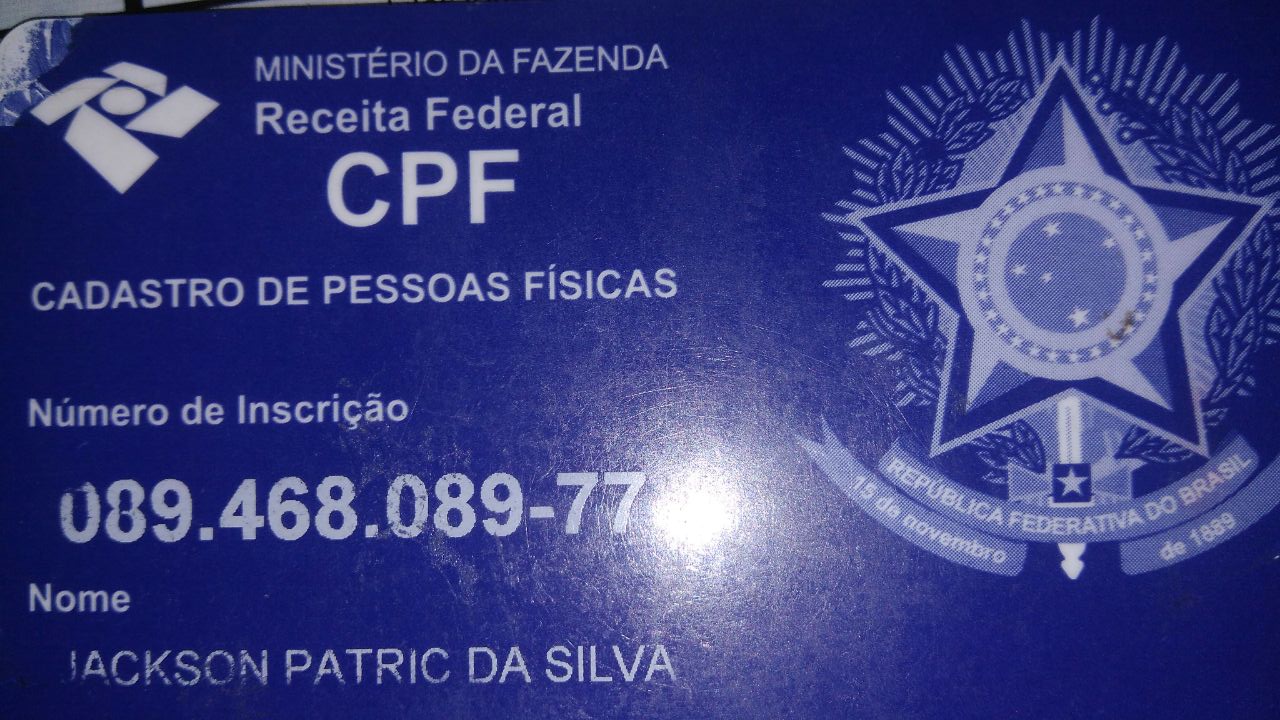 MINISTÉRIO DA FAZENDA
Receita Federal
CPF
CADASTRO DE PESSOAS FÍSICAS
Número de Inscrição
089.468.089-77
Nome
JACKSON PATRIC DA SILVA
REPÚBLICA FEDERATIVA DO BRASIL
15 de novembro de 1889